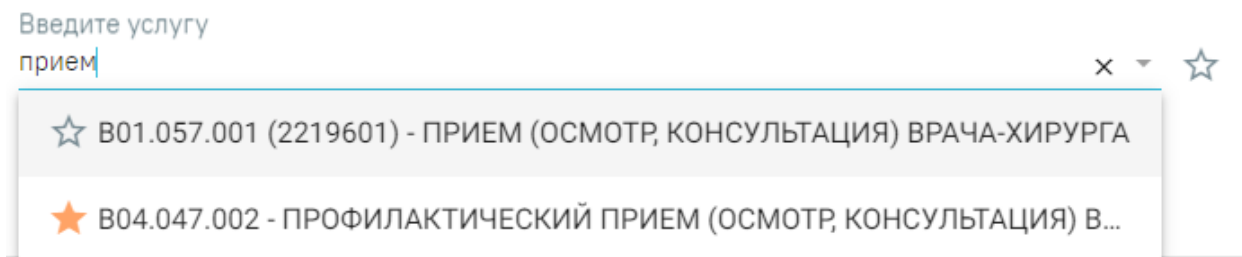 Введите услугу
прием
B01.057.001 (2219601) - ПРИЕМ (ОСМОТР, КОНСУЛЬТАЦИЯ) ВРАЧА-ХИРУРГА
B04.047.002 - ПРОФИЛАКТИЧЕСКИЙ ПРИЕМ (ОСМОТР, КОНСУЛЬТАЦИЯ) В...